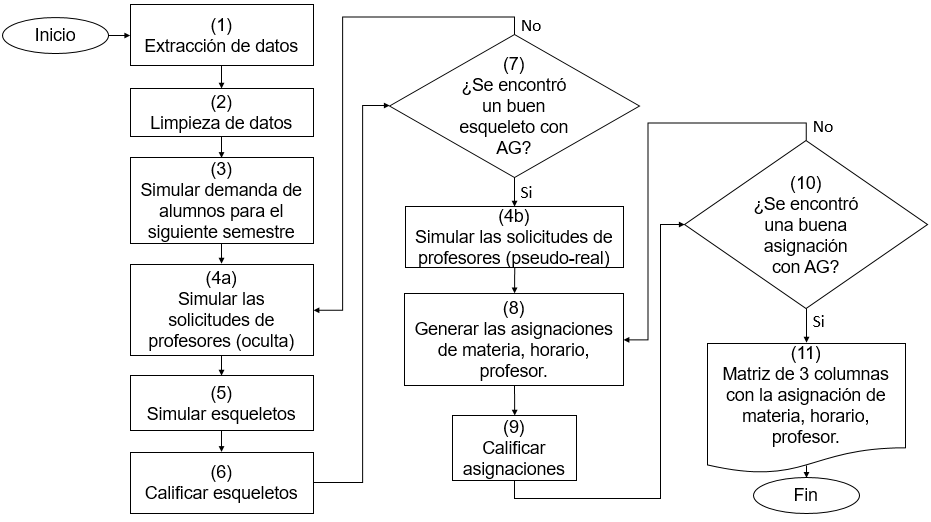 Inicio
(1)
Extracción de datos
(2)
Limpieza de datos
(3)
Simular demanda de
alumnos para el
siguiente semestre
(4a)
Simular las
solicitudes de
profesores (oculta)
(5)
Simular esqueletos
(6)
Calificar esqueletos
No
(7)
¿Se encontró
un buen
esqueleto con
AG?
Si
(4b)
Simular las solicitudes de
profesores (pseudo-real)
(8)
Generar las asignaciones
de materia, horario,
profesor.
(9)
Calificar
asignaciones
No
(10)
¿Se encontró
una buena
asignación
con AG?
Si
(11)
Matriz de 3 columnas
con la asignación de
materia, horario,
profesor.
Fin